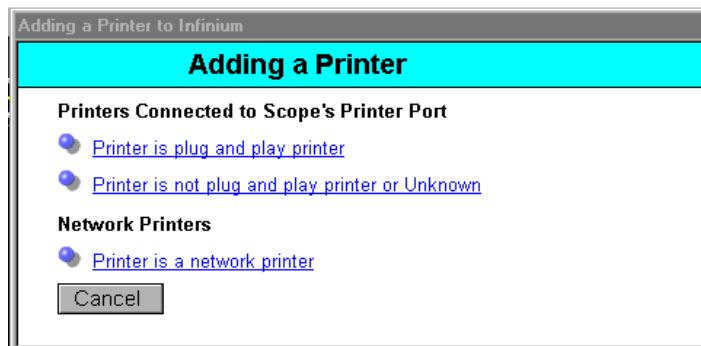 Adding a Printer to Infinium
Adding a Printer
Printers Connected to Scope's Printer Port
Printer is plug and play printer
Printer is not plug and play printer or Unknown
Network Printers
Printer is a network printer
Cancel